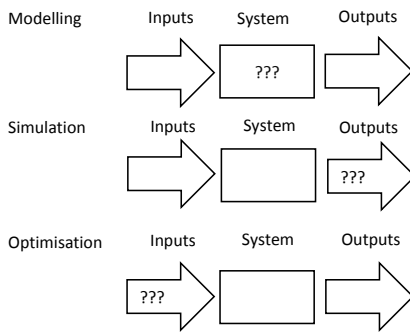 Modelling Inputs System Outputs
???
Simulation Inputs System Outputs
???
Optimisation Inputs System Outputs
???